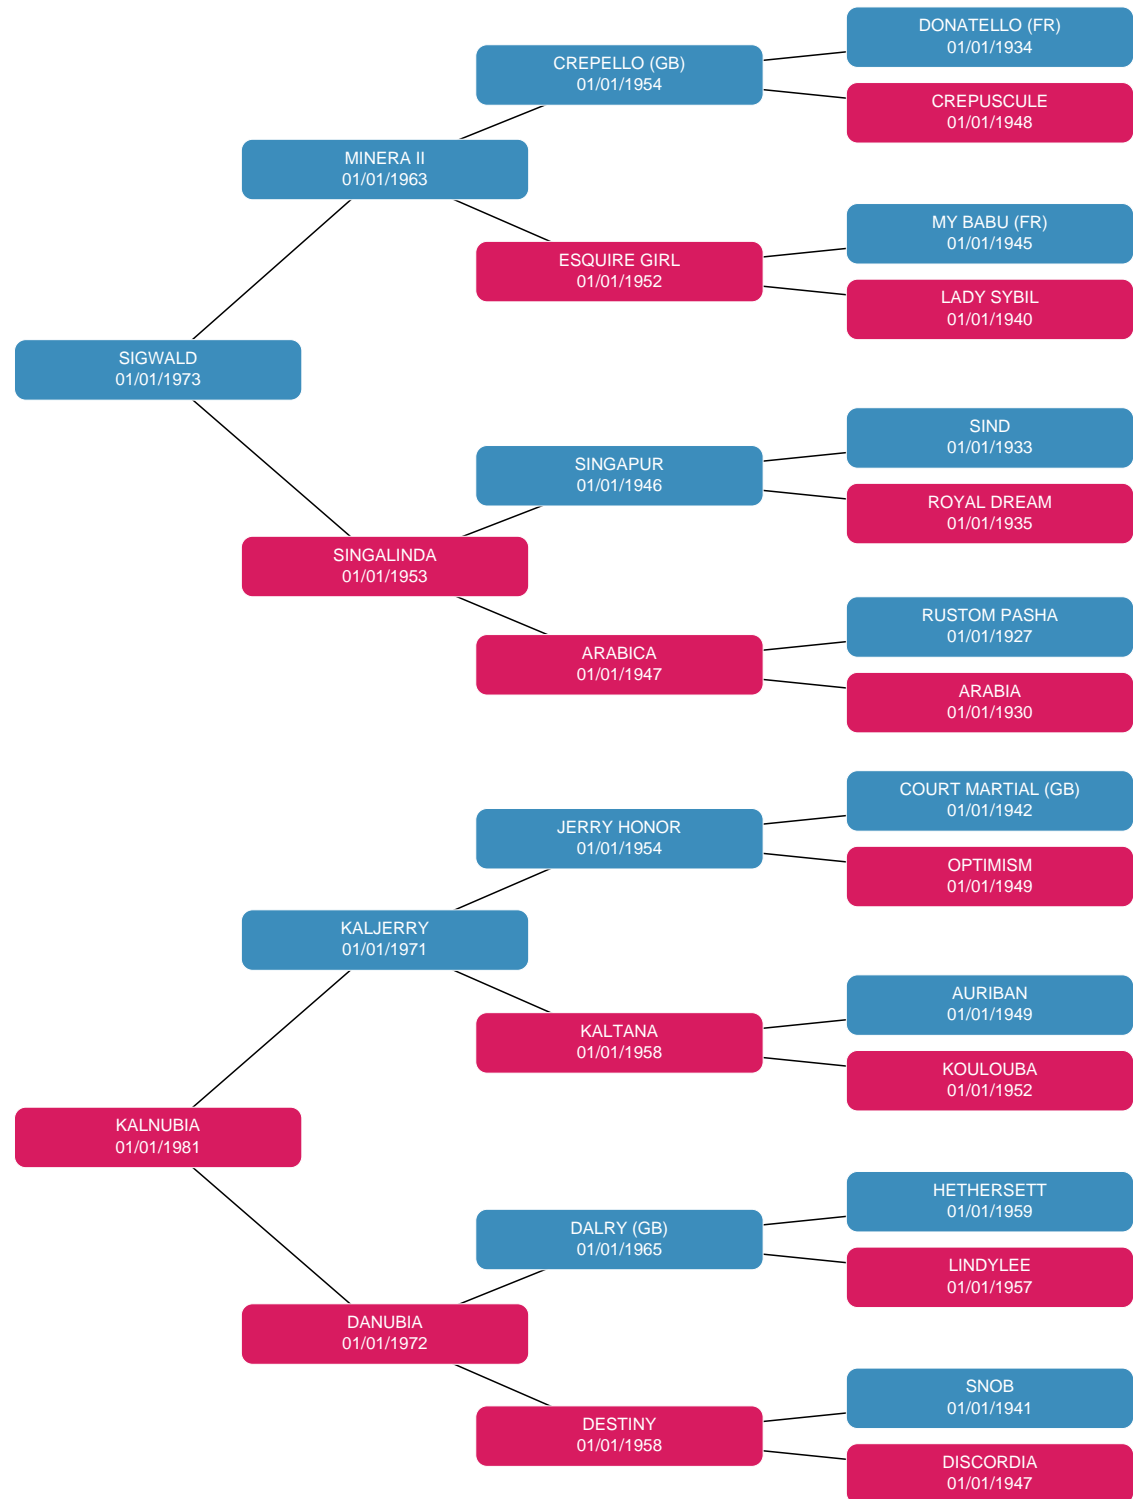 DONATELLO (FR)
01/01/1934
CREPELLO (GB)
01/01/1954
CREPUSCULE
01/01/1948
MINERA II
01/01/1963
MY BABU (FR)
01/01/1945
ESQUIRE GIRL
01/01/1952
LADY SYBIL
01/01/1940
SIGWALD
01/01/1973
SIND
01/01/1933
SINGAPUR
01/01/1946
ROYAL DREAM
01/01/1935
SINGALINDA
01/01/1953
RUSTOM PASHA
01/01/1927
ARABICA
01/01/1947
ARABIA
01/01/1930
COURT MARTIAL (GB)
01/01/1942
JERRY HONOR
01/01/1954
OPTIMISM
01/01/1949
KALJERRY
01/01/1971
AURIBAN
01/01/1949
KALTANA
01/01/1958
KOULOUBA
01/01/1952
KALNUBIA
01/01/1981
HETHERSETT
01/01/1959
DALRY (GB)
01/01/1965
LINDYLEE
01/01/1957
DANUBIA
01/01/1972
SNOB
01/01/1941
DESTINY
01/01/1958
DISCORDIA
01/01/1947